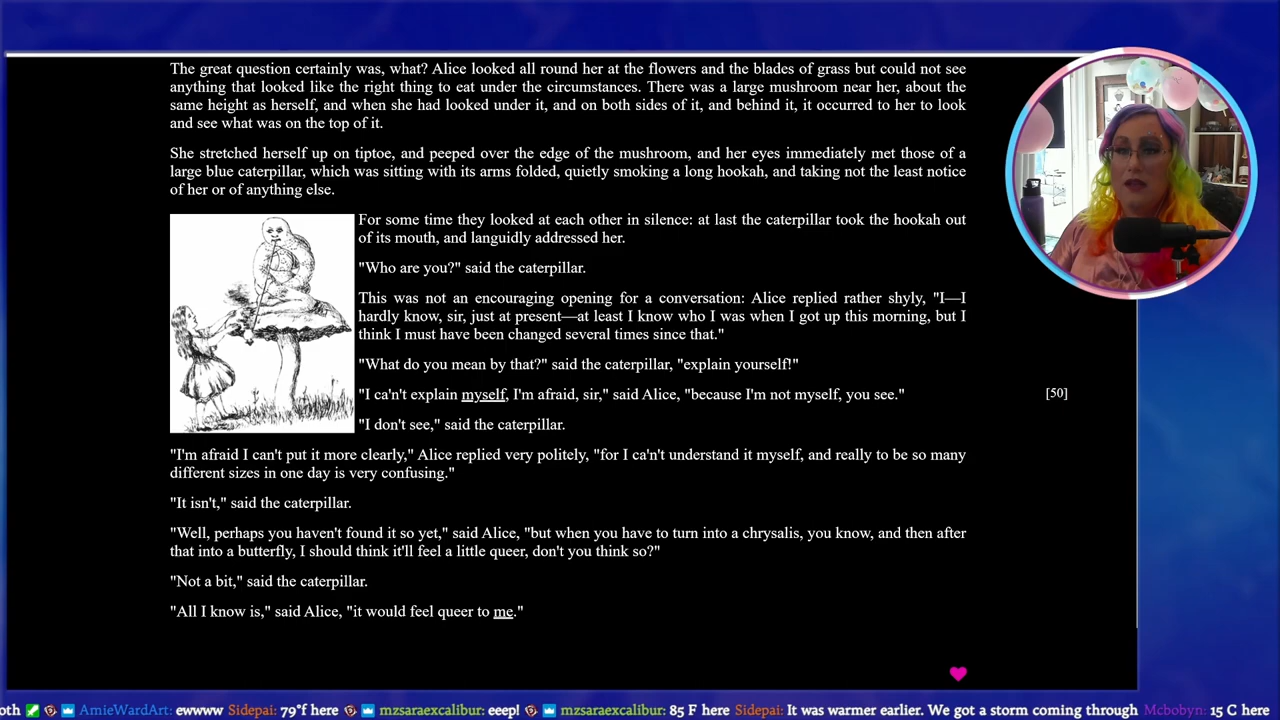 The great question certainly was, what? Alice looked all round her at the flowers and the blades of grass but could not see
anything that looked like the right thing to eat under the circumstances. There was a large mushroom near her, about the
same height as herself, and when she had looked under it, and on both sides of it, and behind it, it occurred to her to look
and see what was on the top of it.
She stretched herself up on tiptoe, and peeped over the edge of the mushroom, and her eyes immediately met those of a
large blue caterpillar, which was sitting with its arms folded, quietly smoking a long hookah, and taking not the least notice
of her or of anything else.
For some time they looked at each other in silence: at last the caterpillar took the hookah out
of its mouth, and languidly addressed her.
"Who are you?" said the caterpillar.
This was not an encouraging opening for a conversation: Alice replied rather shyly, "I—I
hardly know, sir, just at present—at least I know who I was when I got up this morning, but I
think I must have been changed several times since that."
"What do you mean by that?" said the caterpillar, "explain yourself!"
"I ca'n't explain myself, I'm afraid, sir," said Alice, "because I'm not myself, you see."
[50]
"I don't see," said the caterpillar.
"I'm afraid I can't put it more clearly," Alice replied very politely, "for I ca'n't understand it myself, and really to be so many
different sizes in one day is very confusing."
"It isn't," said the caterpillar.
"Well, perhaps you haven't found it so yet," said Alice, "but when you have to turn into a chrysalis, you know, and then after
that into a butterfly, I should think it'll feel a little queer, don't you think so?"
"Not a bit," said the caterpillar.
"All I know is," said Alice, "it would feel queer to me."
oth AmieWardArt: ewwww Sidepai: 79°f here mzsaraexcalibur: eeep! mzsaraexcalibur: 85 F here Sidepai: It was warmer earlier. We got a storm coming through Mcbobyn: 15 C here